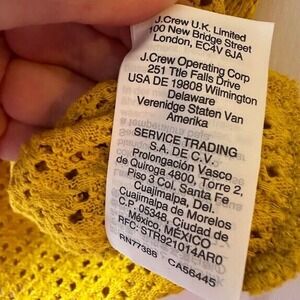 J.Crew U.K. Limited
100 New Bridge Street
London, EC4V 6JA
J.Crew Operating Corp
251 Ttle Falls Drive
USA DE 19808 Wilmington
Delaware
Verenidge Staten Van
Amerika
SERVICE TRADING
S.A. DE C.V.
Prolongación Vasco
de Quiroga 4800, Torre 2,
Piso 3 Col. Santa Fe
Cuajimalpa, Del.
Cuajimalpa de Morelos
C.P. 05348, Ciudad de
México, MÉXICO
RFC: STR921014AR0
RN77388 CA56445